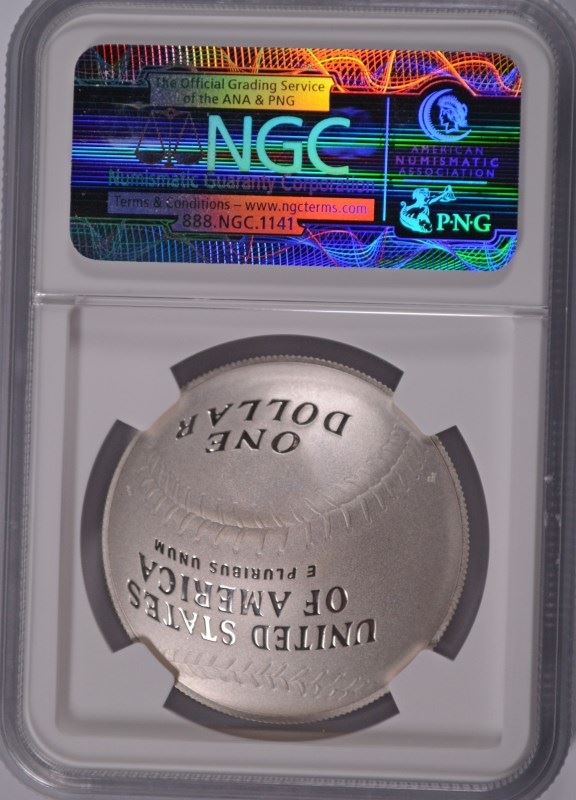 The Official Grading Service
of the ANA & PNG
NGC
Numismatic Guaranty Corporation
Terms & Conditions – www.ngcterms.com
888.NGC.1141
AMERICAN
NUMISMATIC
ASSOCIATION
P·N·G
UNITED STATES
OF AMERICA
E PLURIBUS UNUM
ONE
DOLLAR